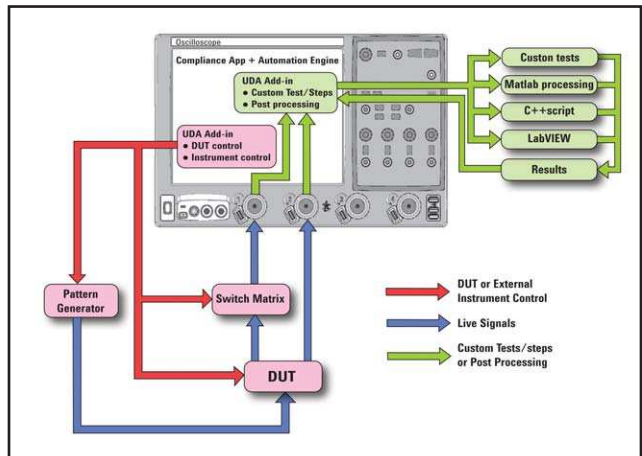 Oscilloscope
Compliance App + Automation Engine
UDA Add-in
● Custom Test/Steps
● Post processing
UDA Add-in
● DUT control
● Instrument control
Custon tests
Matlab processing
C++script
LabVIEW
Results
Pattern
Generator
Switch Matrix
DUT
DUT or External
Instrument Control
Live Signals
Custom Tests/steps
or Post Processing